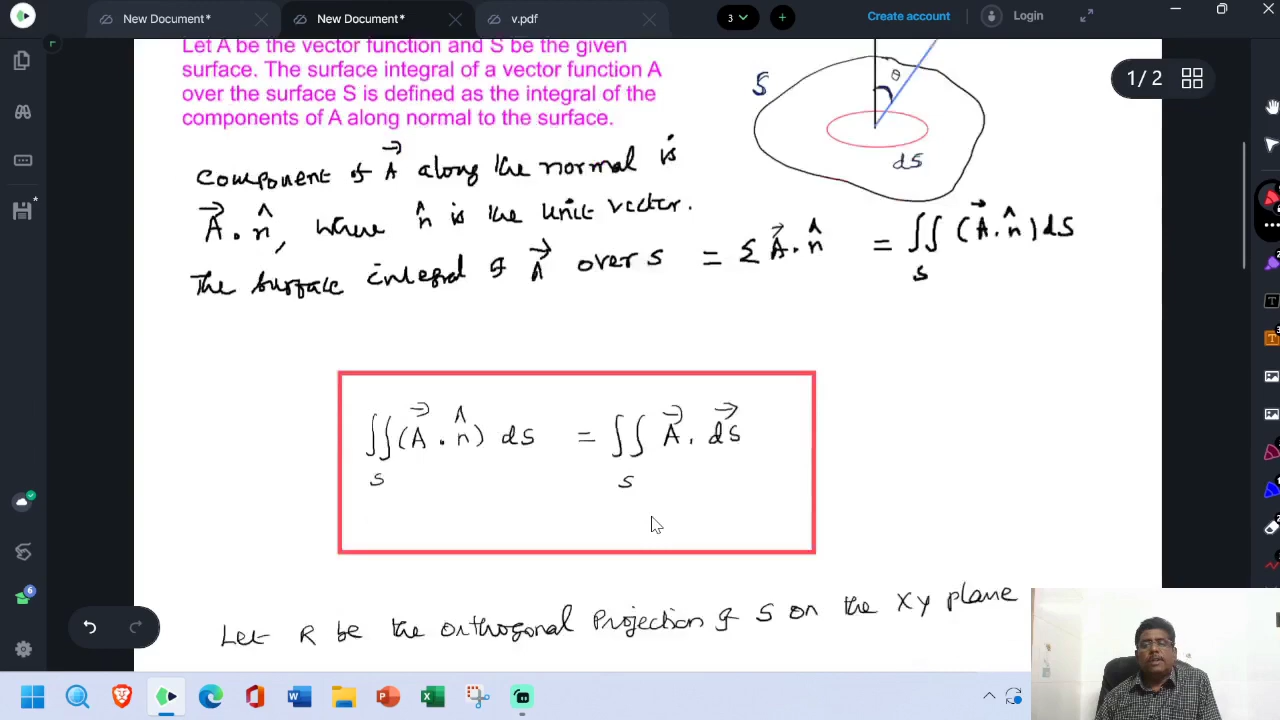 New Document*
New Document*
v.pdf
3
Create account
Login
1/2
Let A be the vector function and S be the given
surface. The surface integral of a vector function A
over the surface S is defined as the integral of the
components of A along normal to the surface.
S
θ
dS
Component of A⃗ along the normal is
A⃗ . n̂, where n̂ is the unit vector.
The surface integral of A⃗ over S = Σ A⃗ . n̂ = ∬ (A⃗ . n̂) dS
S
∬ (A⃗ . n̂) ds = ∬ A⃗ . ds⃗
S S
Let R be the orthogonal Projection of S on the XY plane
6